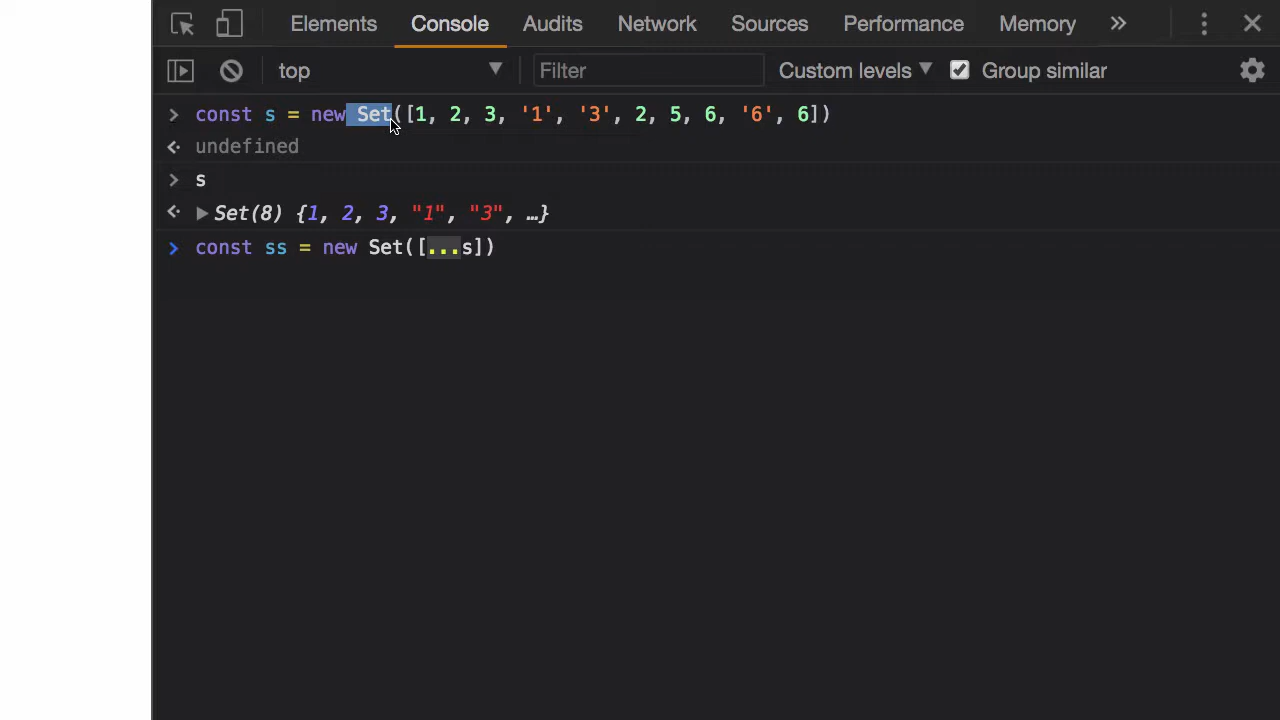 Elements Console Audits Network Sources Performance Memory »
top Filter Custom levels Group similar
> const s = new Set([1, 2, 3, '1', '3', 2, 5, 6, '6', 6])
undefined
> s
Set(8) {1, 2, 3, "1", "3", …}
> const ss = new Set([...s])